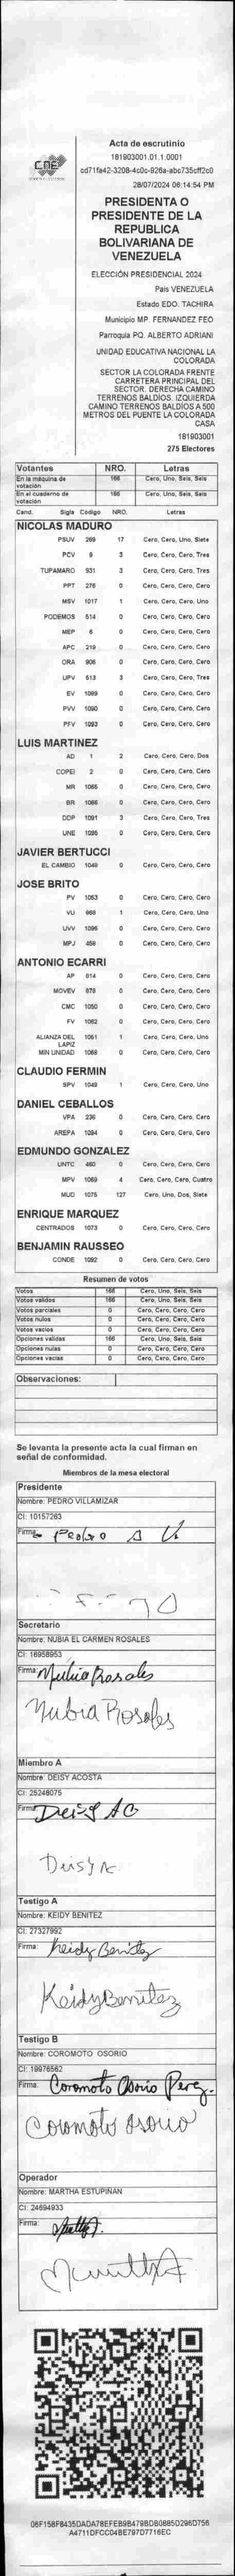 CNE
Acta de escrutinio
181903001.01.1.0001
cd71fa42-3208-4c0c-926a-abc735cff2c0
28/07/2024 06:14:54 PM
PRESIDENTA O
PRESIDENTE DE LA
REPUBLICA
BOLIVARIANA DE
VENEZUELA
ELECCIÓN PRESIDENCIAL 2024
País VENEZUELA
Estado EDO. TACHIRA
Municipio MP. FERNANDEZ FEO
Parroquia PQ. ALBERTO ADRIANI
UNIDAD EDUCATIVA NACIONAL LA
COLORADA
SECTOR LA COLORADA FRENTE
CARRETERA PRINCIPAL DEL
SECTOR. DERECHA CAMINO
TERRENOS BALDÍOS. IZQUIERDA
CAMINO TERRENOS BALDÍOS A 500
METROS DEL PUENTE LA COLORADA
CASA
181903001
275 Electores
Votantes NRO. Letras
En la máquina de votación 166 Cero, Uno, Seis, Seis
En el cuaderno de votación 166 Cero, Uno, Seis, Seis
Cand. Sigla Código NRO. Letras
NICOLAS MADURO
PSUV 269 17 Cero, Cero, Uno, Siete
PCV 9 3 Cero, Cero, Cero, Tres
TUPAMARO 931 3 Cero, Cero, Cero, Tres
PPT 276 0 Cero, Cero, Cero, Cero
MSV 1017 1 Cero, Cero, Cero, Uno
PODEMOS 514 0 Cero, Cero, Cero, Cero
MEP 6 0 Cero, Cero, Cero, Cero
APC 219 0 Cero, Cero, Cero, Cero
ORA 906 0 Cero, Cero, Cero, Cero
UPV 513 3 Cero, Cero, Cero, Tres
EV 1089 0 Cero, Cero, Cero, Cero
PVV 1090 0 Cero, Cero, Cero, Cero
PFV 1093 0 Cero, Cero, Cero, Cero
LUIS MARTINEZ
AD 1 2 Cero, Cero, Cero, Dos
COPEI 2 0 Cero, Cero, Cero, Cero
MR 1065 0 Cero, Cero, Cero, Cero
BR 1066 0 Cero, Cero, Cero, Cero
DDP 1091 3 Cero, Cero, Cero, Tres
UNE 1095 0 Cero, Cero, Cero, Cero
JAVIER BERTUCCI
EL CAMBIO 1049 0 Cero, Cero, Cero, Cero
JOSE BRITO
PV 1053 0 Cero, Cero, Cero, Cero
VU 968 1 Cero, Cero, Cero, Uno
UVV 1096 0 Cero, Cero, Cero, Cero
MPJ 458 0 Cero, Cero, Cero, Cero
ANTONIO ECARRI
AP 814 0 Cero, Cero, Cero, Cero
MOVEV 878 0 Cero, Cero, Cero, Cero
CMC 1050 0 Cero, Cero, Cero, Cero
FV 1062 0 Cero, Cero, Cero, Cero
ALIANZA DEL LAPIZ 1051 1 Cero, Cero, Cero, Uno
MIN UNIDAD 1068 0 Cero, Cero, Cero, Cero
CLAUDIO FERMIN
SPV 1043 1 Cero, Cero, Cero, Uno
DANIEL CEBALLOS
VPA 236 0 Cero, Cero, Cero, Cero
AREPA 1094 0 Cero, Cero, Cero, Cero
EDMUNDO GONZALEZ
UNTC 460 0 Cero, Cero, Cero, Cero
MPV 1069 4 Cero, Cero, Cero, Cuatro
MUD 1075 127 Cero, Uno, Dos, Siete
ENRIQUE MARQUEZ
CENTRADOS 1073 0 Cero, Cero, Cero, Cero
BENJAMIN RAUSSEO
CONDE 1092 0 Cero, Cero, Cero, Cero
Resumen de votos
Votos 166 Cero, Uno, Seis, Seis
Votos válidos 166 Cero, Uno, Seis, Seis
Votos parciales 0 Cero, Cero, Cero, Cero
Votos nulos 0 Cero, Cero, Cero, Cero
Votos vacíos 0 Cero, Cero, Cero, Cero
Opciones válidas 166 Cero, Uno, Seis, Seis
Opciones nulas 0 Cero, Cero, Cero, Cero
Opciones vacías 0 Cero, Cero, Cero, Cero
Observaciones:
Se levanta la presente acta la cual firman en
señal de conformidad.
Miembros de la mesa electoral
Presidente
Nombre: PEDRO VILLAMIZAR
CI: 10157263
Firma: Pedro A V
Secretario
Nombre: NUBIA EL CARMEN ROSALES
CI: 16958953
Firma: Nubia Rosales
Nubia Rosales
Miembro A
Nombre: DEISY ACOSTA
CI: 25248075
Firma: Deisy AC
Deisy AC
Testigo A
Nombre: KEIDY BENITEZ
CI: 27327992
Firma: Keidy Benitez
Keidy Benitez
Testigo B
Nombre: COROMOTO OSORIO
CI: 19976562
Firma: Coromoto Osorio Perez.
Coromoto Osorio
Operador
Nombre: MARTHA ESTUPIÑAN
CI: 24694933
Firma:
06F158F8435DADA78EFEB9B479BDB0885D296D756
A4711DFCC04BE797D7716EC